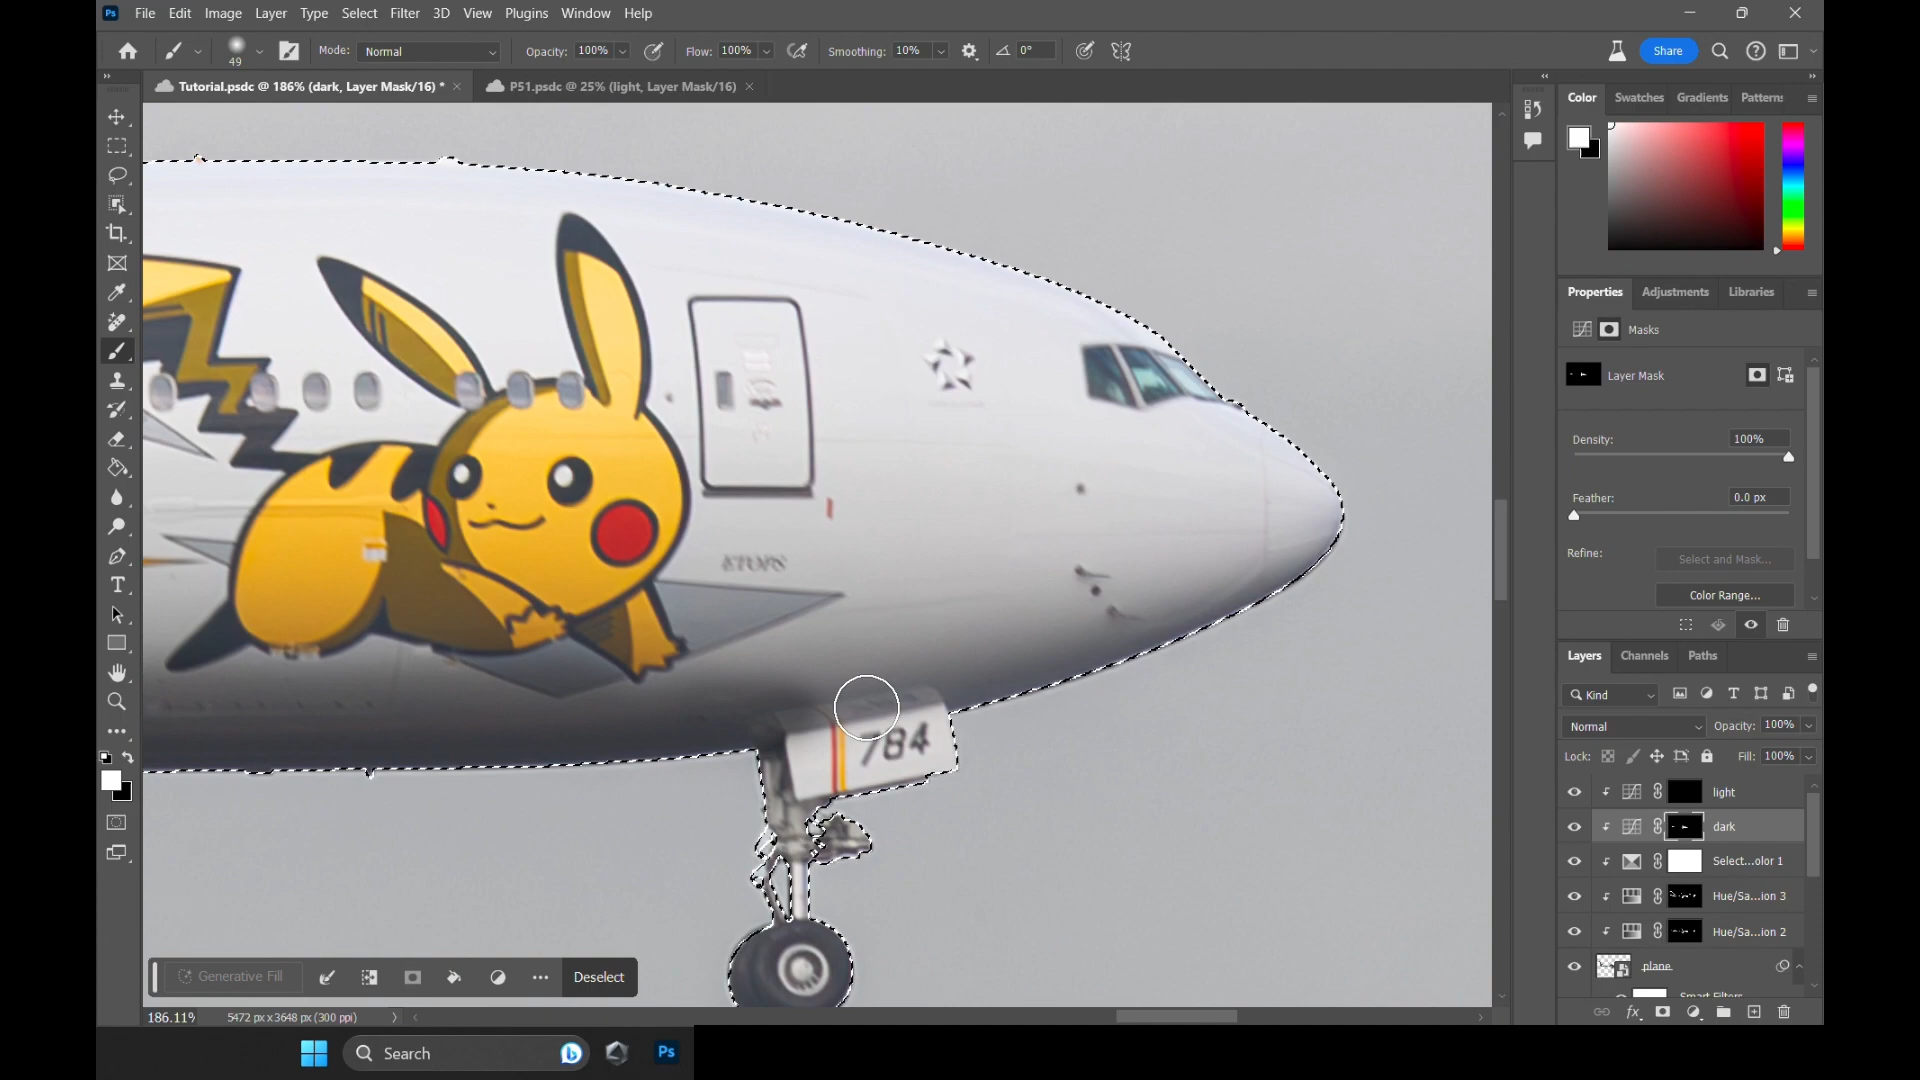 Ps File Edit Image Layer Type Select Filter 3D View Plugins Window Help
49 Mode: Normal Opacity: 100% Flow: 100% Smoothing: 10% 0° Share
Tutorial.psdc @ 186% (dark, Layer Mask/16) * P51.psdc @ 25% (light, Layer Mask/16)
Color Swatches Gradients Patterns
Properties Adjustments Libraries
Masks
Layer Mask
Density: 100%
Feather: 0.0 px
Refine: Select and Mask...
Color Range...
ETOPS
784
Layers Channels Paths
Kind
Normal Opacity: 100%
Lock: Fill: 100%
light
dark
Select...olor 1
Hue/Sa...ion 3
Hue/Sa...ion 2
plane
Smart Filters
Generative Fill Deselect
186.11% 5472 px x 3648 px (300 ppi)
fx
Search Ps